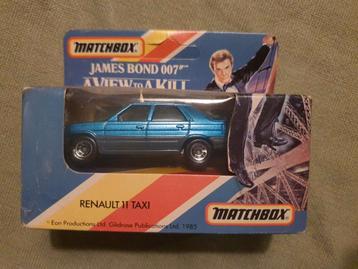 MATCHBOX
JAMES BOND 007
A VIEW TO A KILL
RENAULT 11 TAXI
© Eon Productions Ltd. Glidrose Publications Ltd. 1985
MATCHBOX